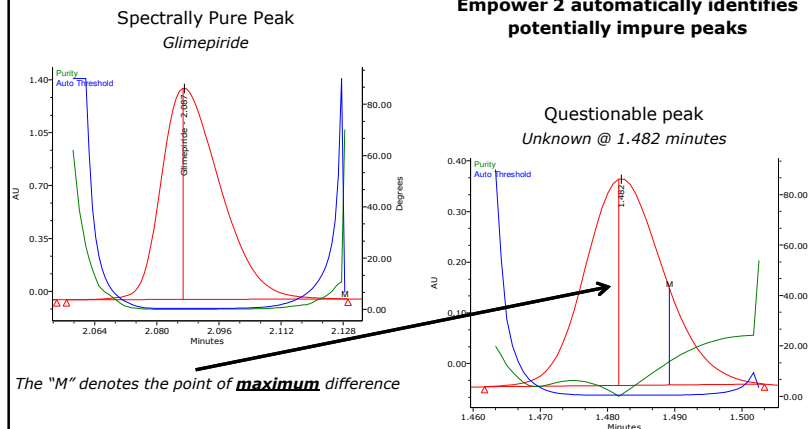 Empower 2 automatically identifies
potentially impure peaks
Spectrally Pure Peak
Glimepiride
Purity
Auto Threshold
1.40
1.05
0.70
0.35
0.00
AU
80.00
60.00
40.00
20.00
0.00
Degrees
Glimepiride - 2.087
M
2.064
2.080
2.096
2.112
2.128
Minutes
The "M" denotes the point of maximum difference
Questionable peak
Unknown @ 1.482 minutes
Purity
Auto Threshold
0.40
0.30
0.20
0.10
0.00
AU
80.00
60.00
40.00
20.00
0.00
1.482
M
1.460
1.470
1.480
1.490
1.500
Minutes